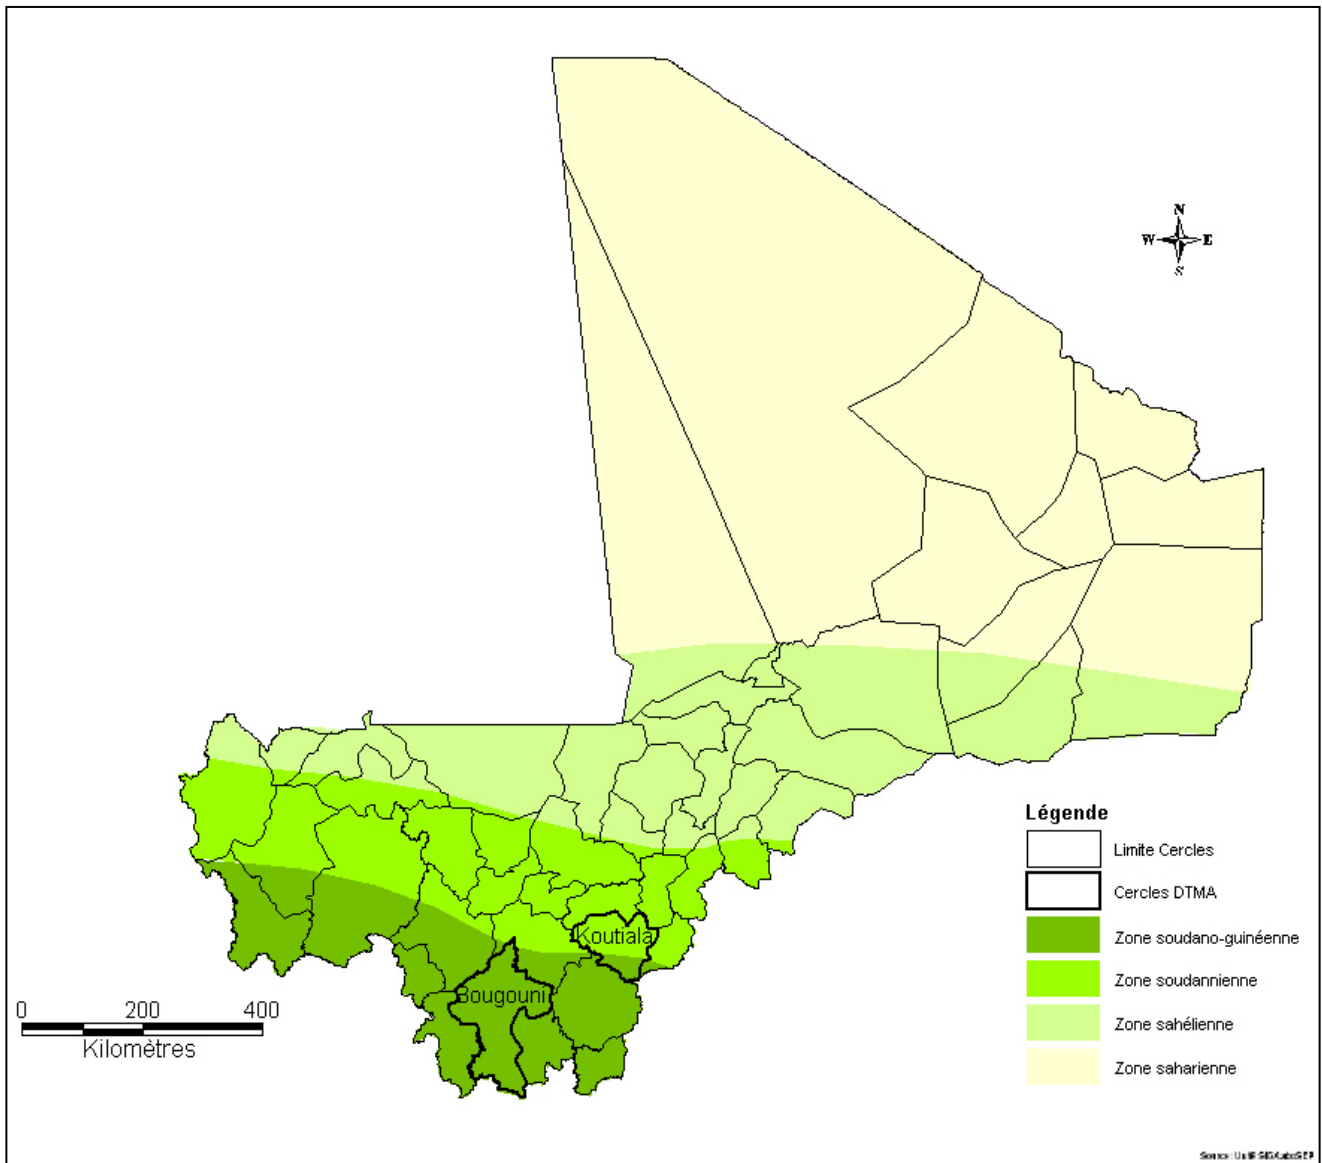 N
W E
S
Koutiala
Bougouni
0 200 400
Kilomètres
Légende
Limite Cercles
Cercles DTMA
Zone soudano-guinéenne
Zone soudannienne
Zone sahélienne
Zone saharienne
Source :